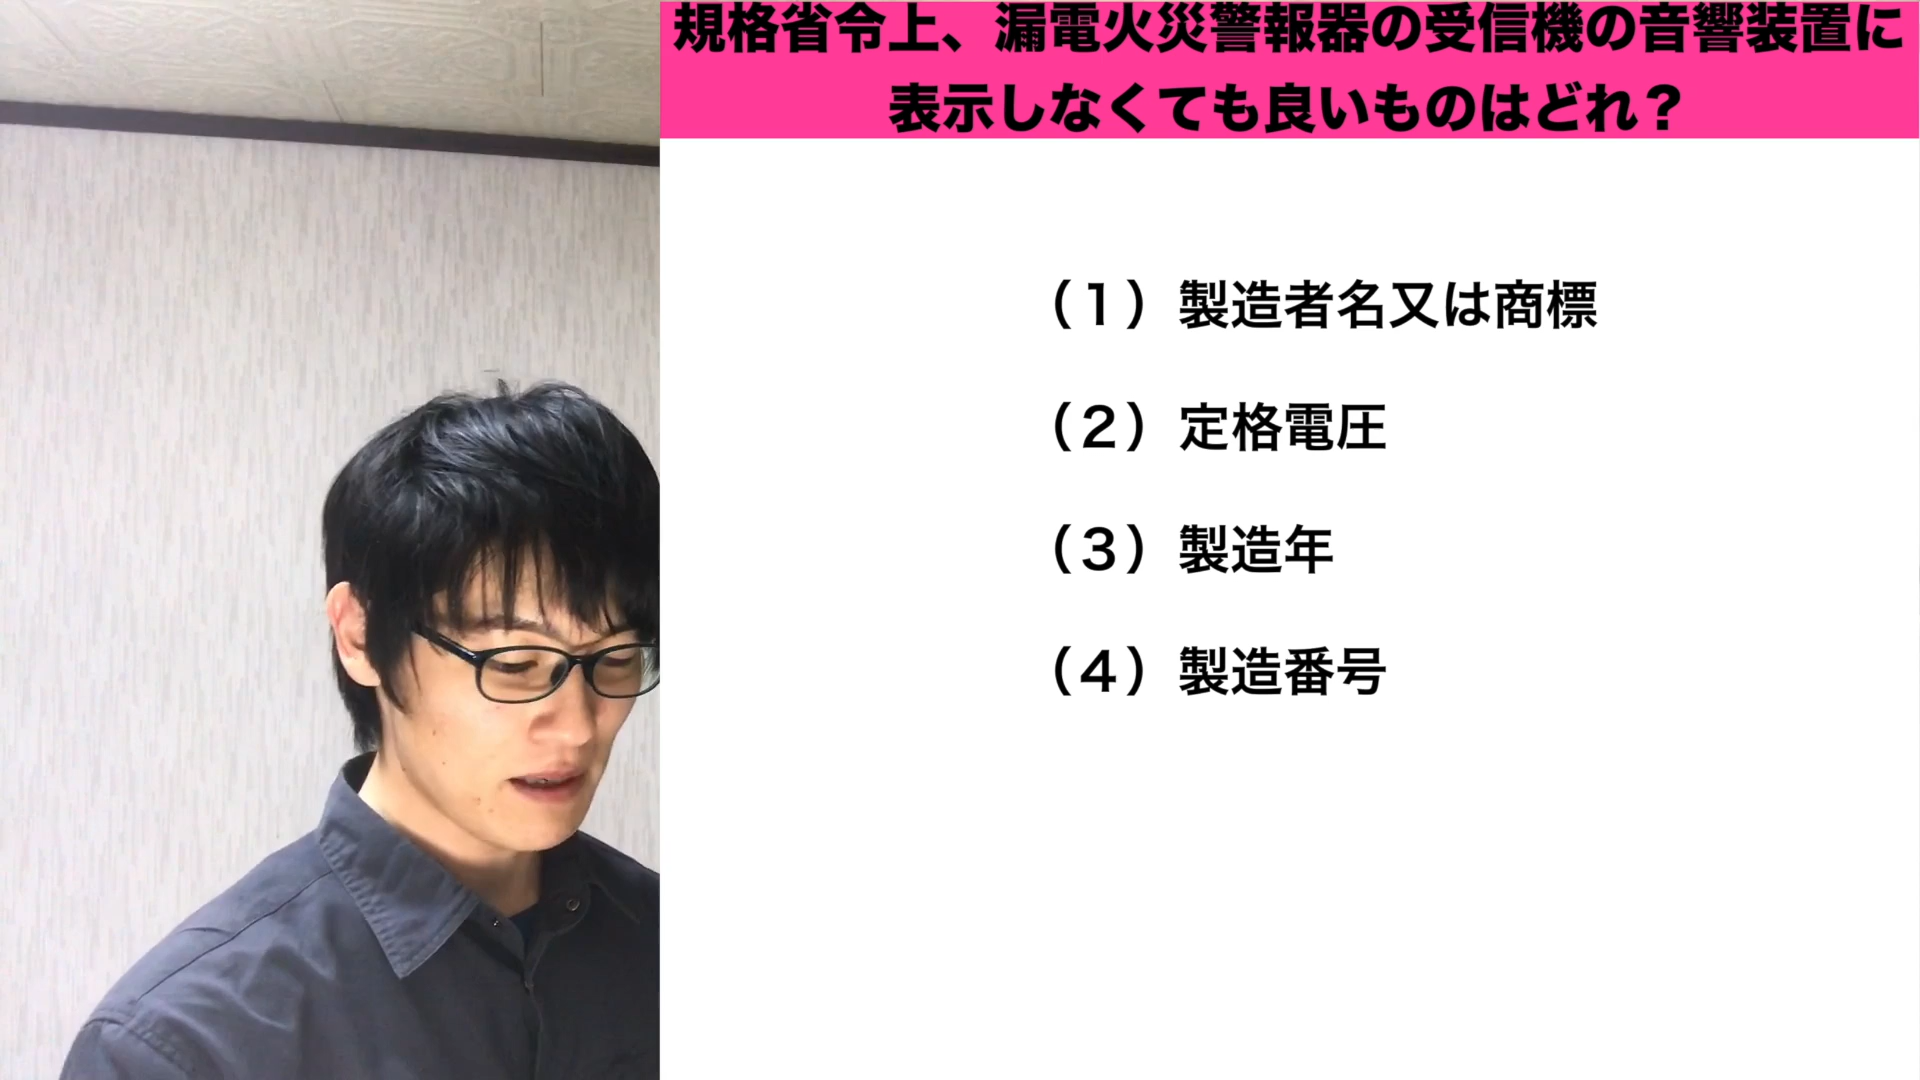 規格省令上、漏電火災警報器の受信機の音響装置に
表示しなくても良いものはどれ？
（１）製造者名又は商標
（２）定格電圧
（３）製造年
（４）製造番号